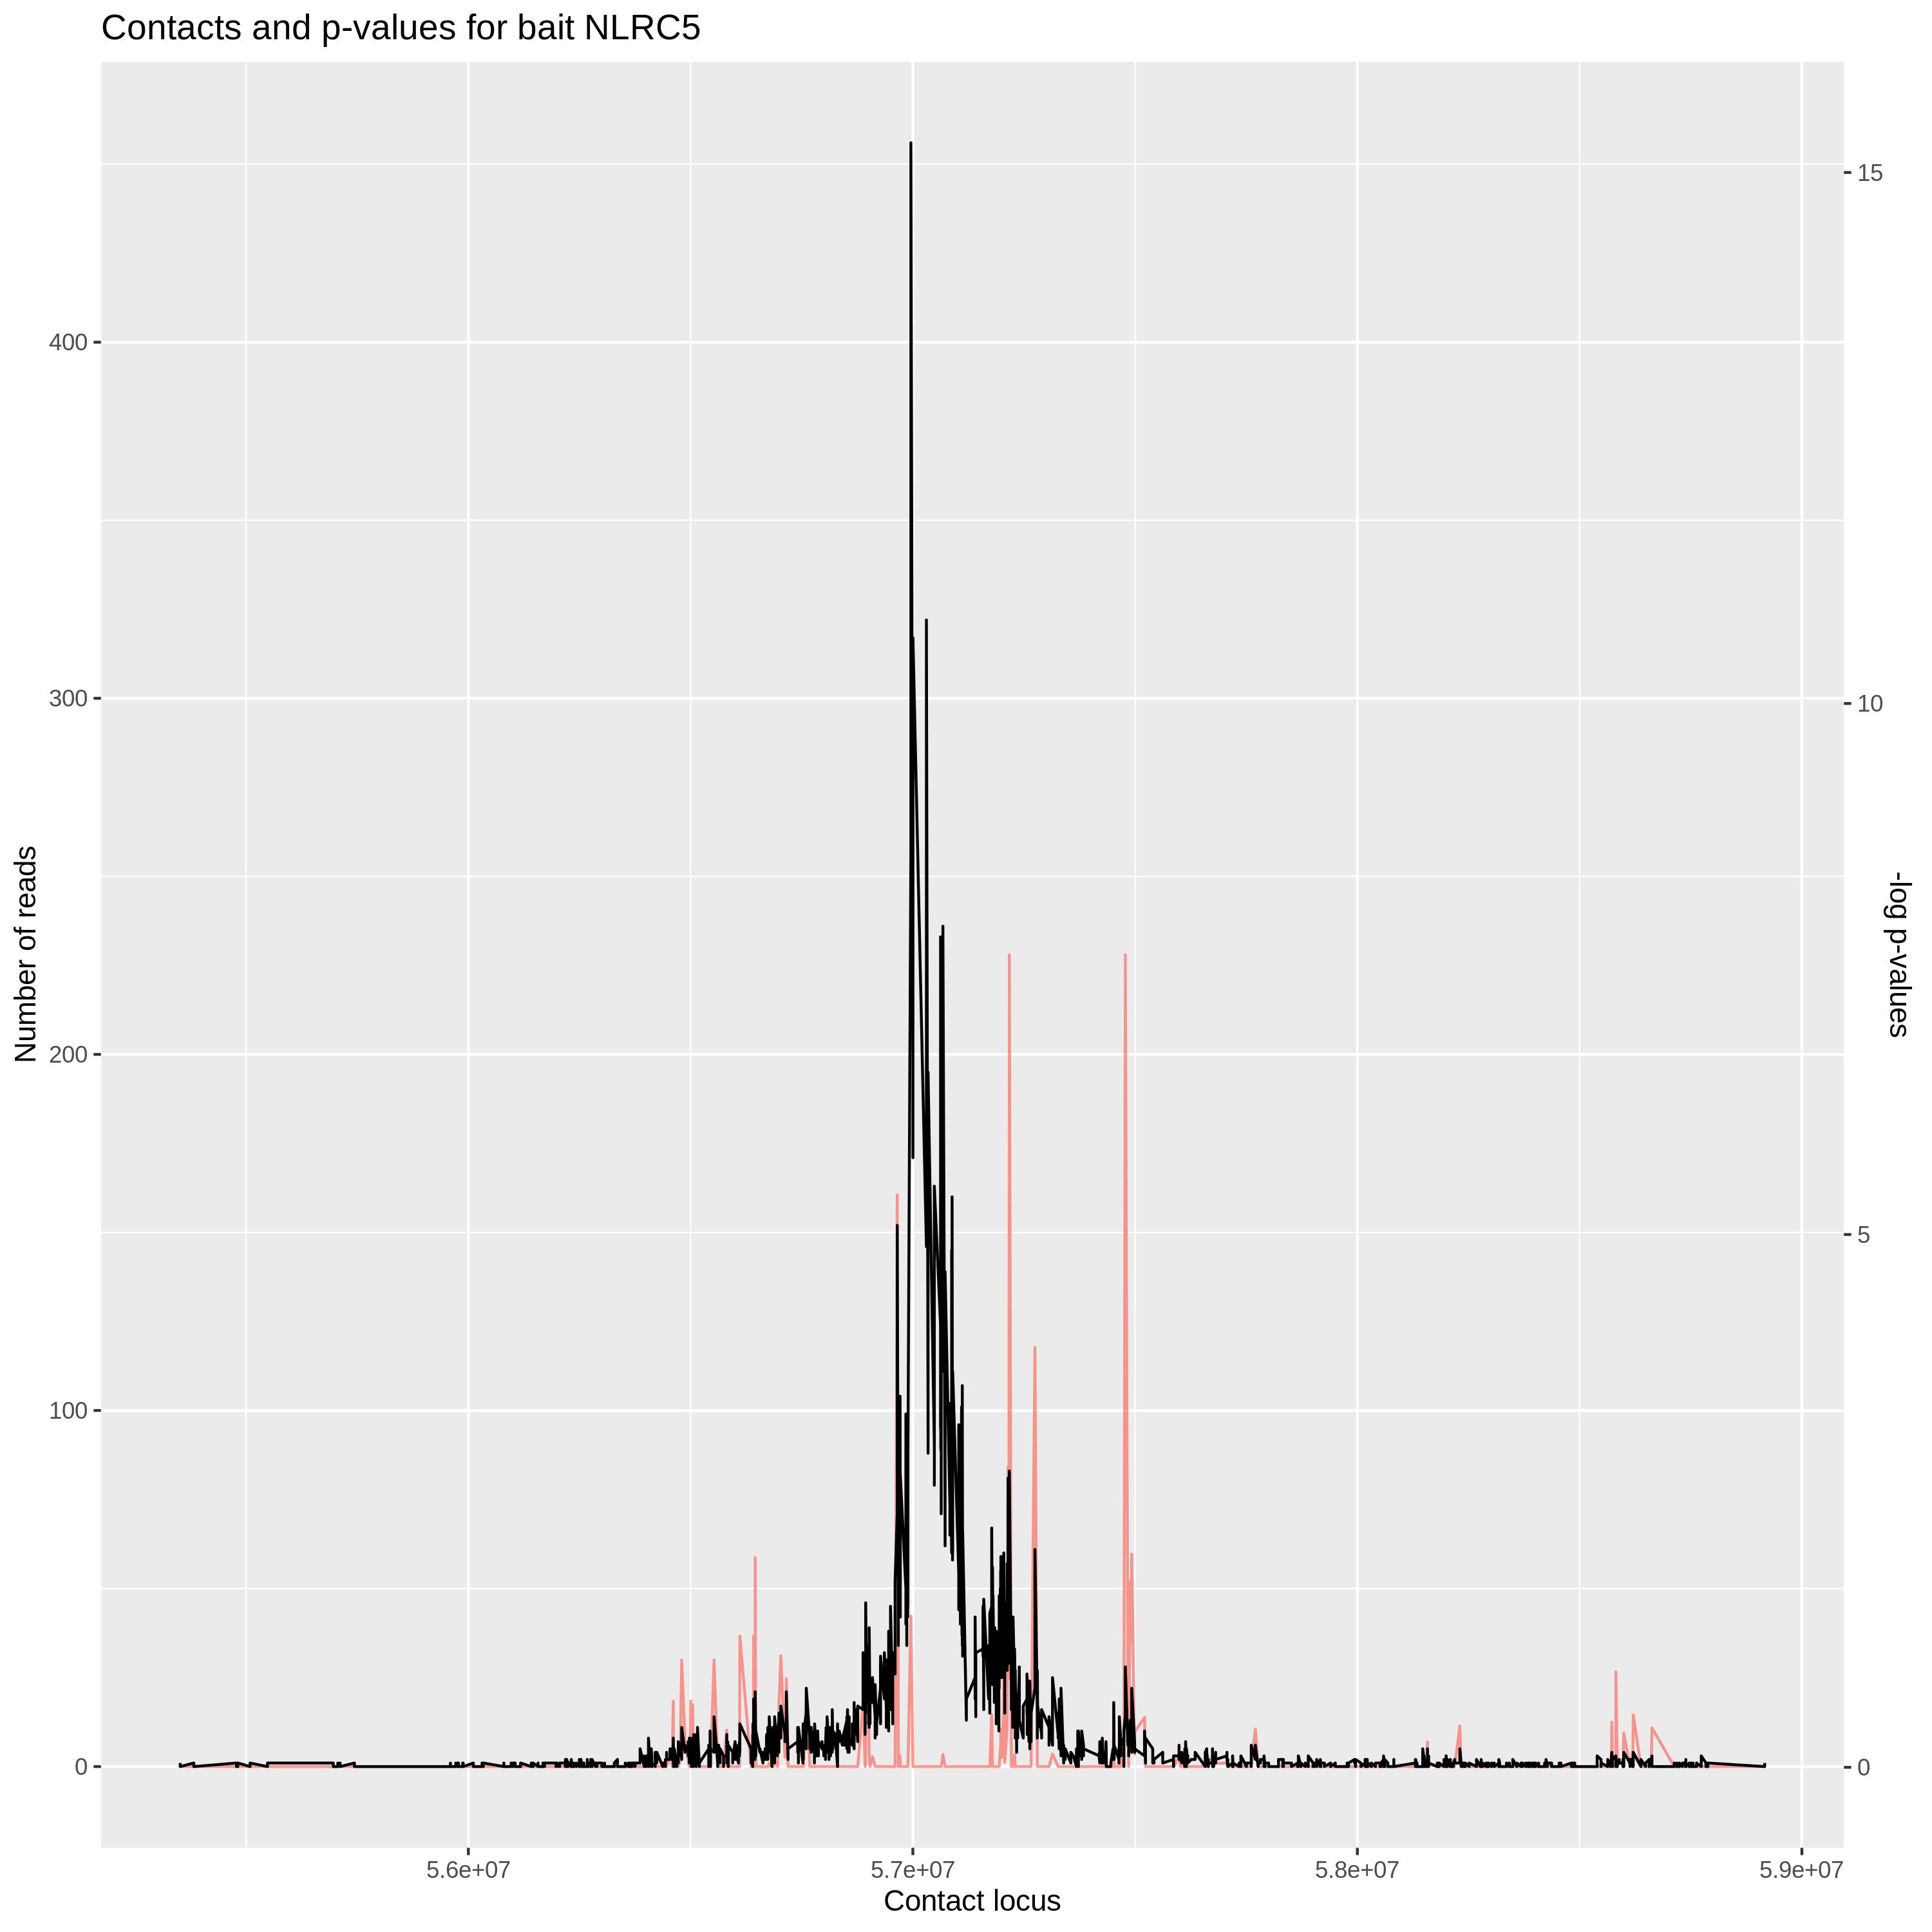 Contacts and p-values for bait NLRC5
Number of reads
400
300
200
100
0
15
10
5
0
-log p-values
5.6e+07
5.7e+07
5.8e+07
5.9e+07
Contact locus